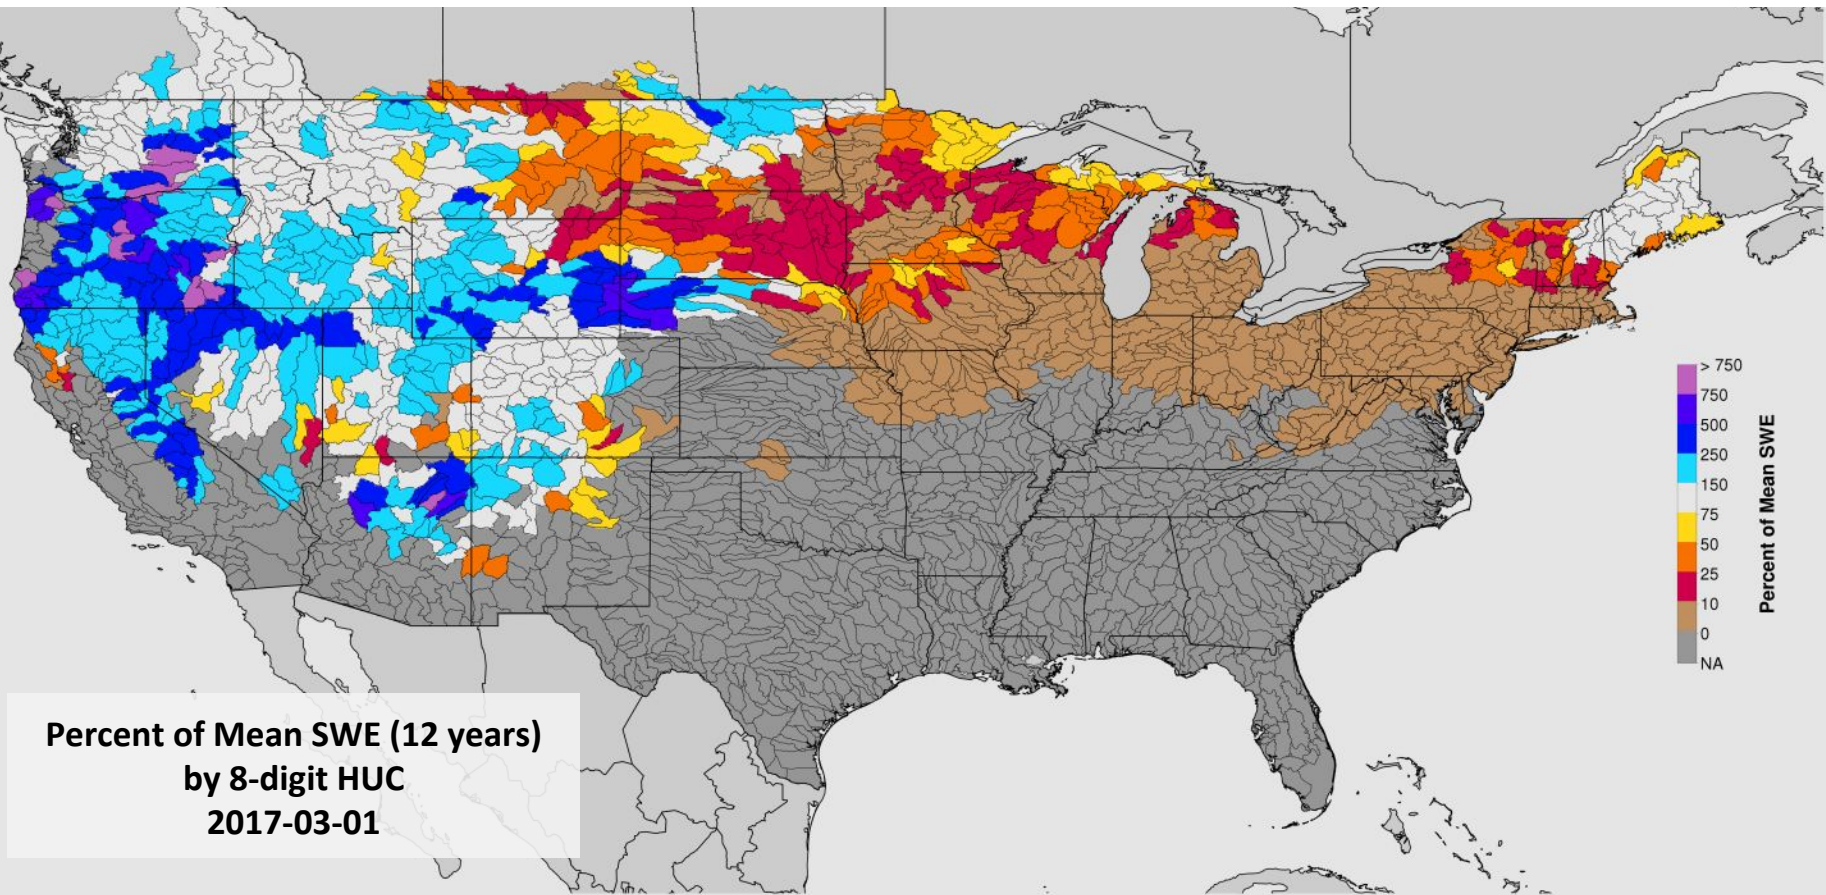 > 750
750
500
250
150
75
50
25
10
0
NA
Percent of Mean SWE
Percent of Mean SWE (12 years)
by 8-digit HUC
2017-03-01